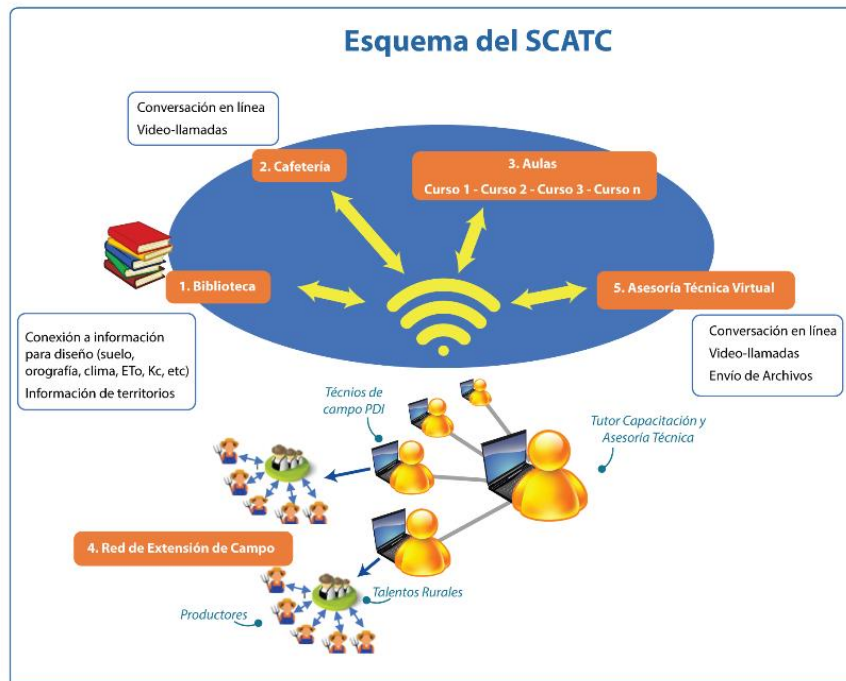 Esquema del SCATC
Conversación en línea
Video-llamadas
2. Cafetería
3. Aulas
Curso 1 - Curso 2 - Curso 3 - Curso n
1. Biblioteca
5. Asesoría Técnica Virtual
Conexión a información
para diseño (suelo,
orografía, clima, ETo, Kc, etc)
Información de territorios
Conversación en línea
Video-llamadas
Envío de Archivos
Técnios de
campo PDI
Tutor Capacitación y
Asesoría Técnica
4. Red de Extensión de Campo
Talentos Rurales
Productores